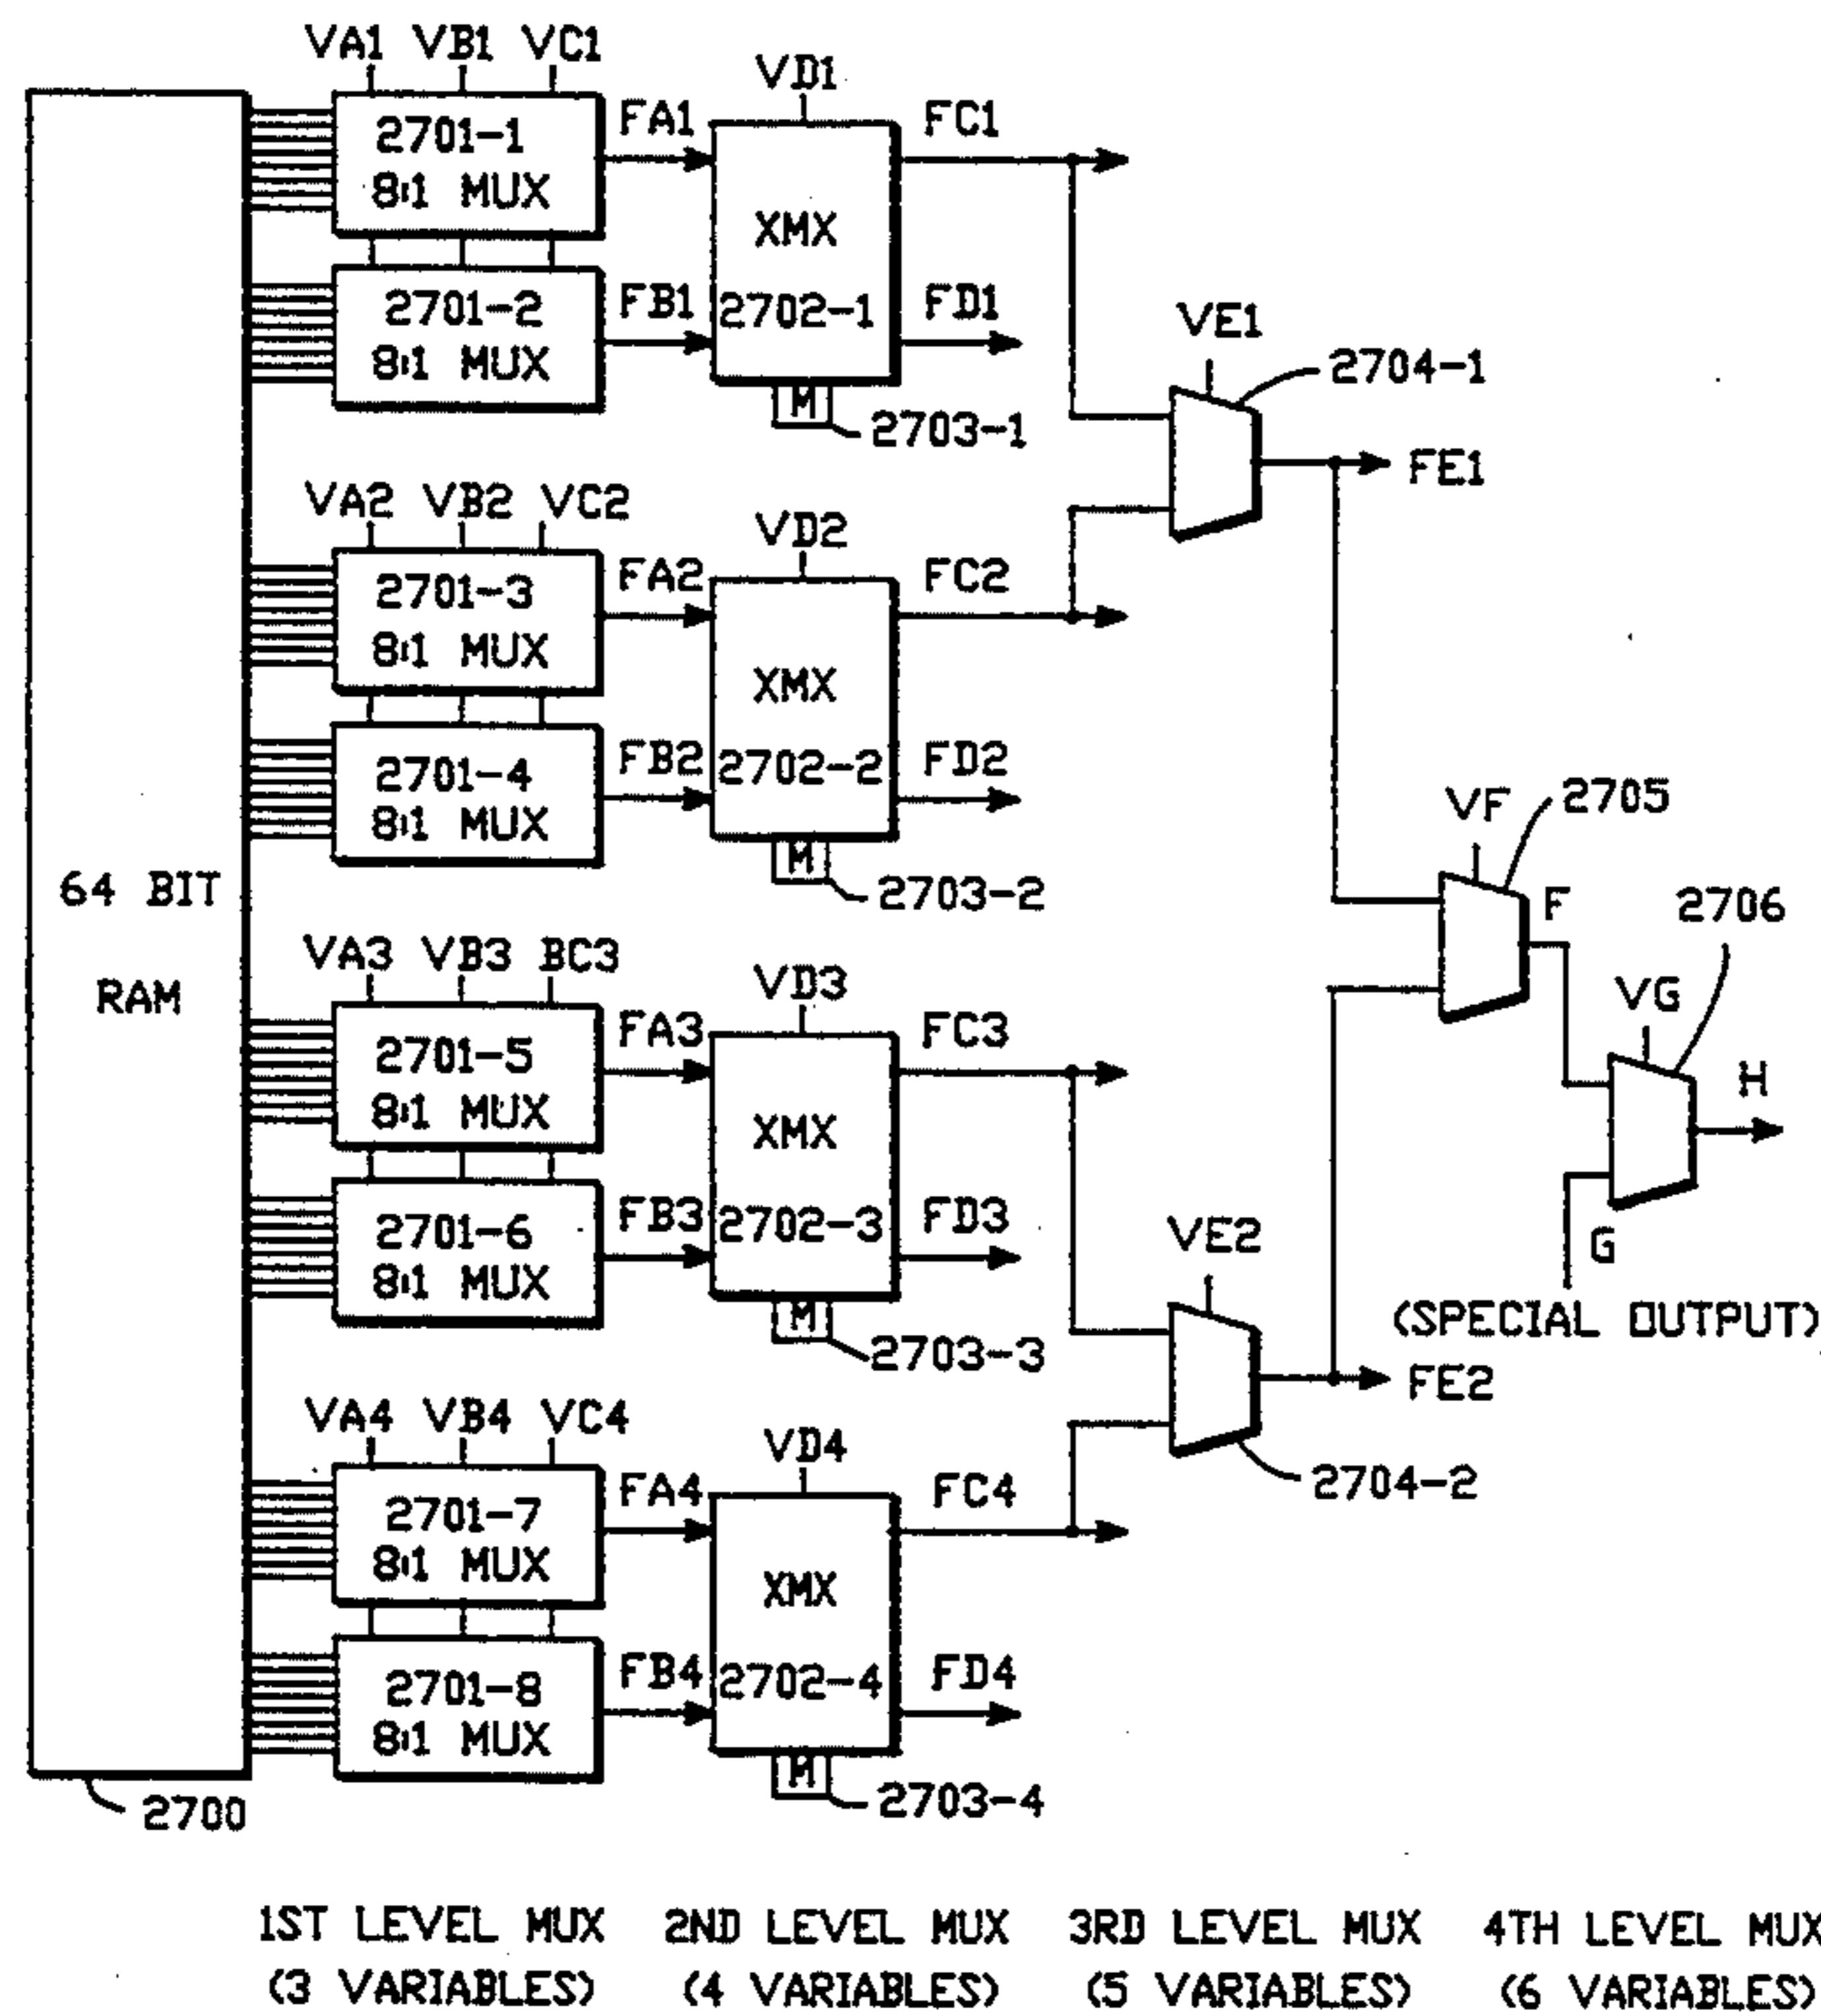 VA1 VB1 VC1
VD1
2701-1
8:1 MUX
FA1
FC1
XMX
2701-2
8:1 MUX
FB1
2702-1
FD1
VE1
2704-1
M
2703-1
FE1
VA2 VB2 VC2
VD2
2701-3
8:1 MUX
FA2
FC2
XMX
2701-4
8:1 MUX
FB2
2702-2
FD2
VF
2705
M
2703-2
64 BIT
RAM
F
2706
VA3 VB3 BC3
VD3
VG
2701-5
8:1 MUX
FA3
FC3
H
XMX
2701-6
8:1 MUX
FB3
2702-3
FD3
VE2
G
(SPECIAL OUTPUT)
M
2703-3
FE2
VA4 VB4 VC4
VD4
2704-2
2701-7
8:1 MUX
FA4
FC4
XMX
2701-8
8:1 MUX
FB4
2702-4
FD4
M
2703-4
2700
1ST LEVEL MUX 2ND LEVEL MUX 3RD LEVEL MUX 4TH LEVEL MUX
(3 VARIABLES) (4 VARIABLES) (5 VARIABLES) (6 VARIABLES)